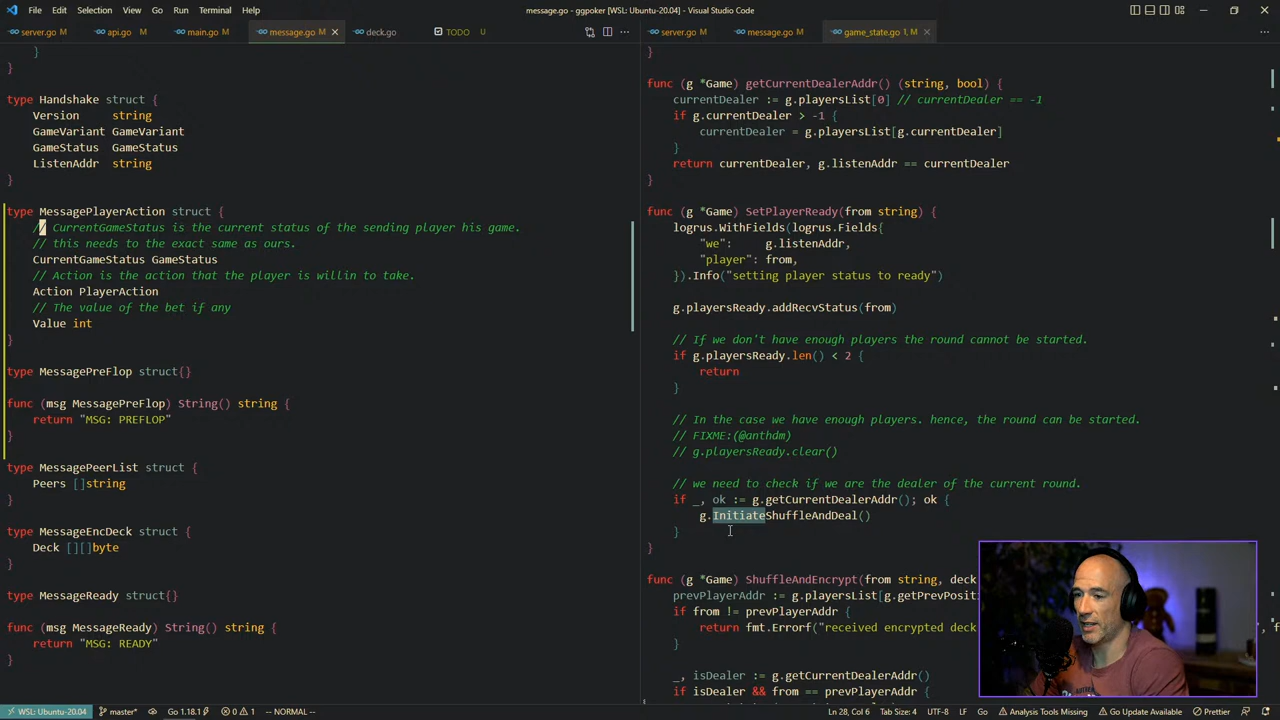 File Edit Selection View Go Run Terminal Help
message.go - ggpoker [WSL: Ubuntu-20.04] - Visual Studio Code
server.go M api.go M main.go M message.go M × deck.go TODO U
server.go M message.go M game_state.go 1, M ×
}
}
type Handshake struct {
Version string
GameVariant GameVariant
GameStatus GameStatus
ListenAddr string
}
type MessagePlayerAction struct {
// CurrentGameStatus is the current status of the sending player his game.
// this needs to the exact same as ours.
CurrentGameStatus GameStatus
// Action is the action that the player is willin to take.
Action PlayerAction
// The value of the bet if any
Value int
}
type MessagePreFlop struct{}
func (msg MessagePreFlop) String() string {
return "MSG: PREFLOP"
}
type MessagePeerList struct {
Peers []string
}
type MessageEncDeck struct {
Deck [][]byte
}
type MessageReady struct{}
func (msg MessageReady) String() string {
return "MSG: READY"
}
}
func (g *Game) getCurrentDealerAddr() (string, bool) {
currentDealer := g.playersList[0] // currentDealer == -1
if g.currentDealer > -1 {
currentDealer = g.playersList[g.currentDealer]
}
return currentDealer, g.listenAddr == currentDealer
}
func (g *Game) SetPlayerReady(from string) {
logrus.WithFields(logrus.Fields{
"we": g.listenAddr,
"player": from,
}).Info("setting player status to ready")
g.playersReady.addRecvStatus(from)
// If we don't have enough players the round cannot be started.
if g.playersReady.len() < 2 {
return
}
// In the case we have enough players. hence, the round can be started.
// FIXME:(@anthdm)
// g.playersReady.clear()
// we need to check if we are the dealer of the current round.
if _, ok := g.getCurrentDealerAddr(); ok {
g.InitiateShuffleAndDeal()
}
}
func (g *Game) ShuffleAndEncrypt(from string, deck
prevPlayerAddr := g.playersList[g.getPrevPositi
if from != prevPlayerAddr {
return fmt.Errorf("received encrypted deck
}
_, isDealer := g.getCurrentDealerAddr()
if isDealer && from == prevPlayerAddr {
WSL: Ubuntu-20.04 master* Go 1.18.1 0 1 -- NORMAL --
Ln 28, Col 6 Tab Size: 4 UTF-8 LF Go Analysis Tools Missing Go Update Available Prettier